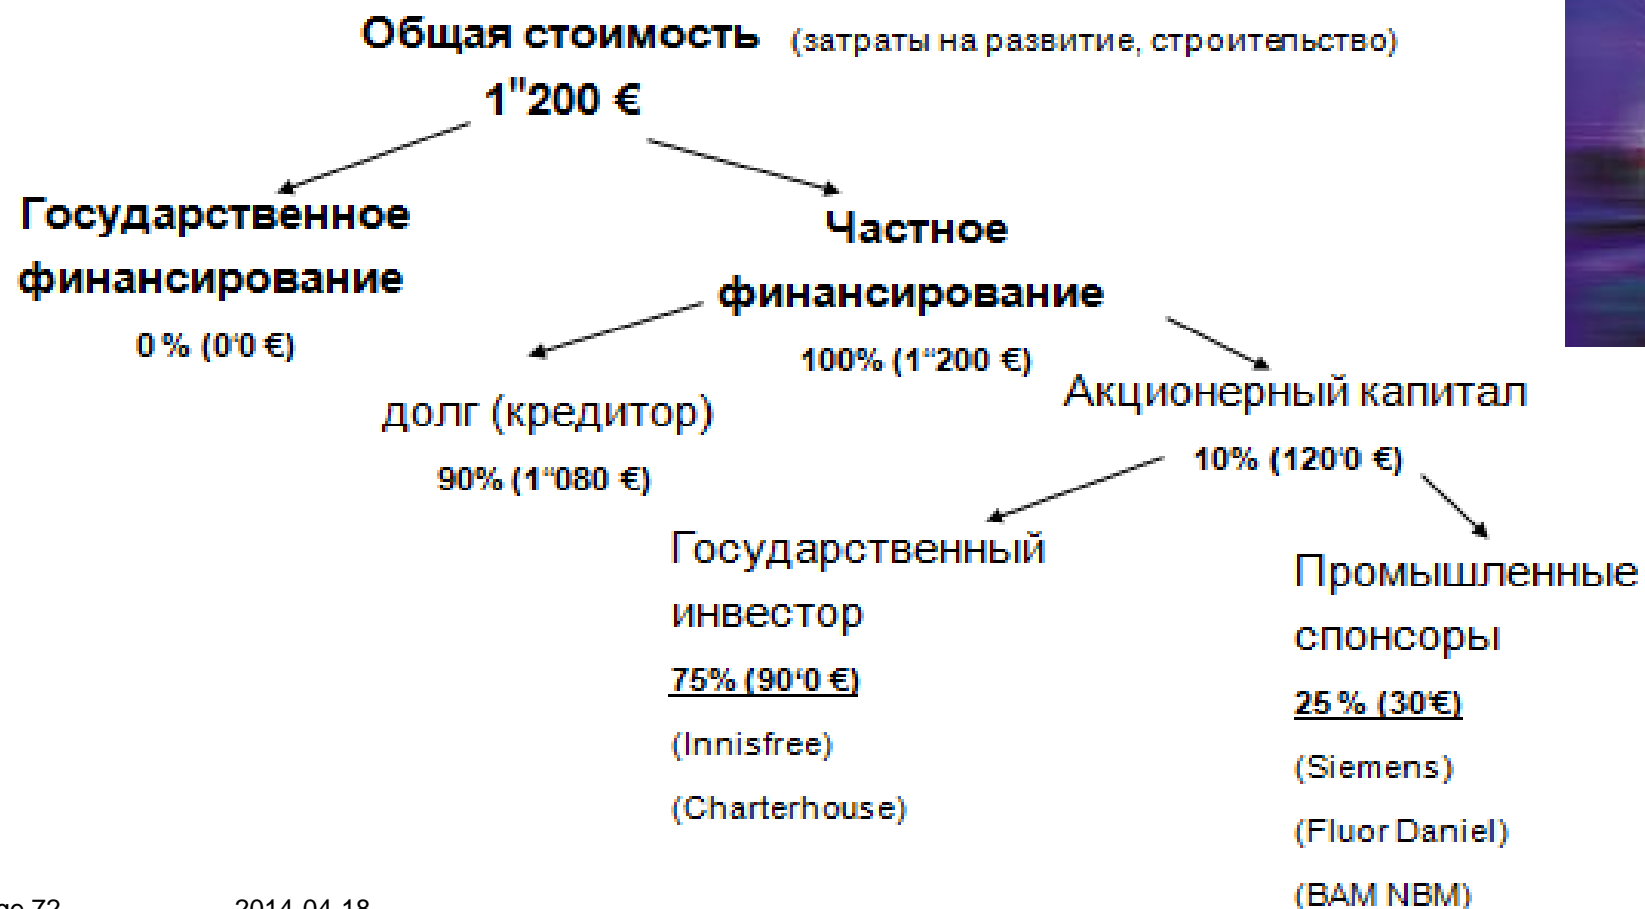 Общая стоимость (затраты на развитие, строительство)
1"200 €
Государственное
финансирование
0 % (0'0 €)
Частное
финансирование
100% (1“200 €)
долг (кредитор)
90% (1“080 €)
Акционерный капитал
10% (120‘0 €)
Государственный
инвестор
75% (90‘0 €)
(Innisfree)
(Charterhouse)
Промышленные
спонсоры
25 % (30‘€)
(Siemens)
(Fluor Daniel)
(BAM NBM)
72 2014-04-18